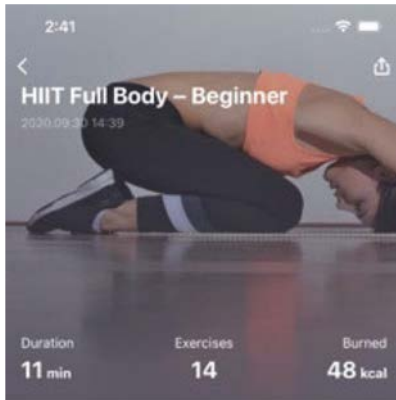 2:41
HIIT Full Body – Beginner
2020.09.30 14:39
Duration Exercises Burned
11 min 14 48 kcal